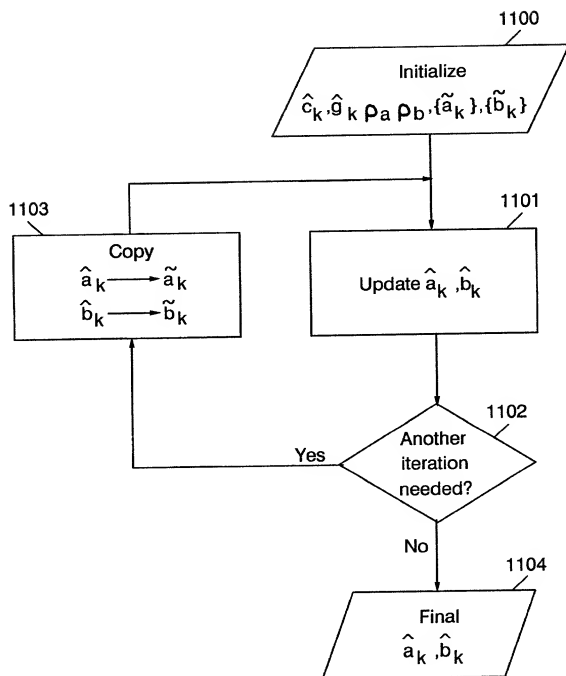 1100
Initialize
ĉk,ĝk ρa ρb,{ãk},{b̃k}
1103
Copy
âk → ãk
b̂k → b̃k
1101
Update âk ,b̂k
1102
Another
iteration
needed?
Yes
No
1104
Final
âk ,b̂k